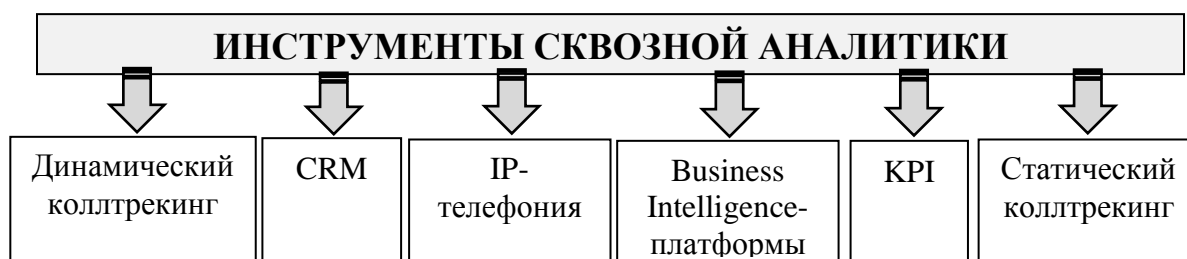 ИНСТРУМЕНТЫ СКВОЗНОЙ АНАЛИТИКИ
Динамический
коллтрекинг
CRM
IP-
телефония
Business
Intelligence-
платформы
KPI
Статический
коллтрекинг